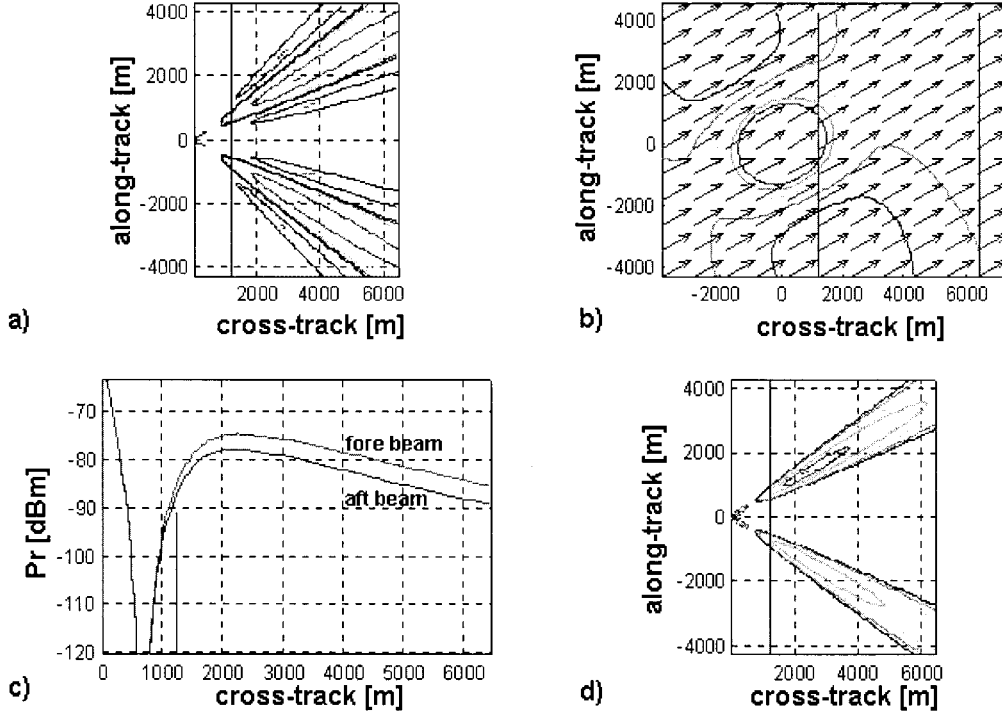 4000
2000
0
-2000
-4000
along-track [m]
2000 4000 6000
cross-track [m]
a)
4000
2000
0
-2000
-4000
along-track [m]
-2000 0 2000 4000 6000
cross-track [m]
b)
-70
-80
-90
-100
-110
-120
Pr [dBm]
fore beam
aft beam
0 1000 2000 3000 4000 5000 6000
cross-track [m]
c)
4000
2000
0
-2000
-4000
along-track [m]
2000 4000 6000
cross-track [m]
d)